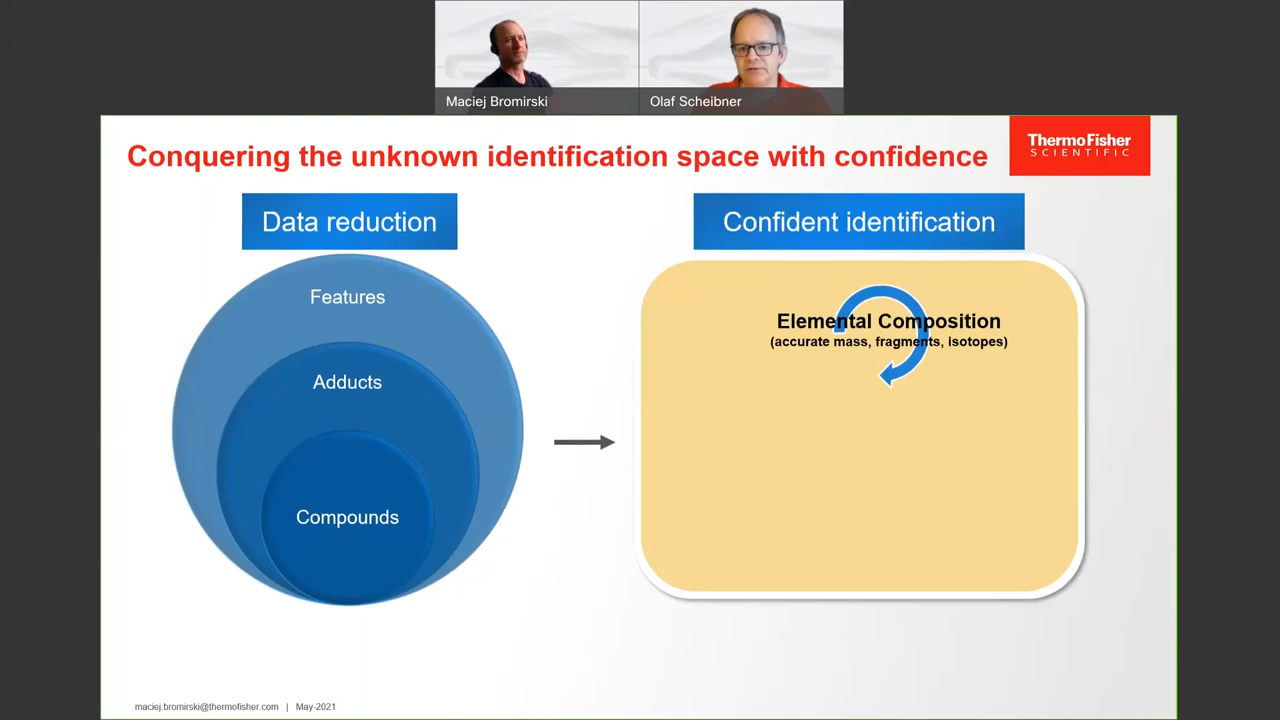 Maciej Bromirski
Olaf Scheibner
Conquering the unknown identification space with confidence
ThermoFisher
SCIENTIFIC
Data reduction
Confident identification
Features
Adducts
Compounds
Elemental Composition
(accurate mass, fragments, isotopes)
maciej.bromirski@thermofisher.com | May-2021